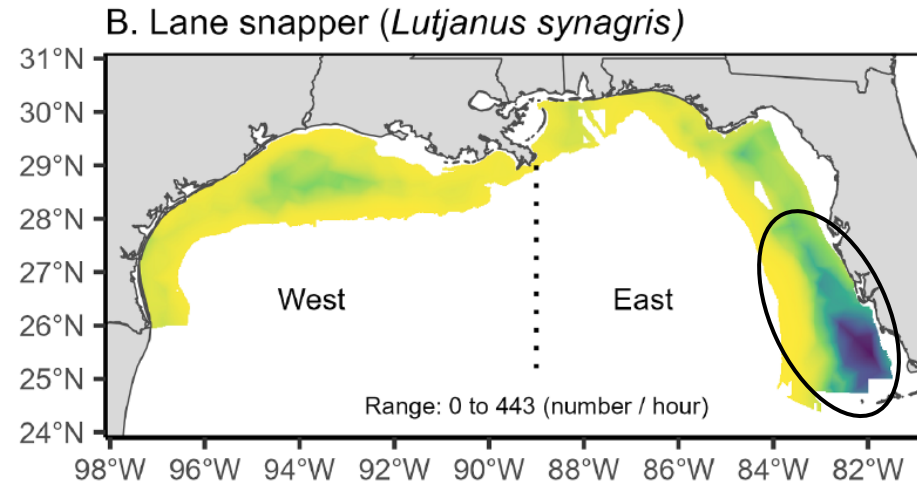 B. Lane snapper (Lutjanus synagris)
31°N
30°N
29°N
28°N
27°N
26°N
25°N
24°N
West
East
Range: 0 to 443 (number / hour)
98°W 96°W 94°W 92°W 90°W 88°W 86°W 84°W 82°W